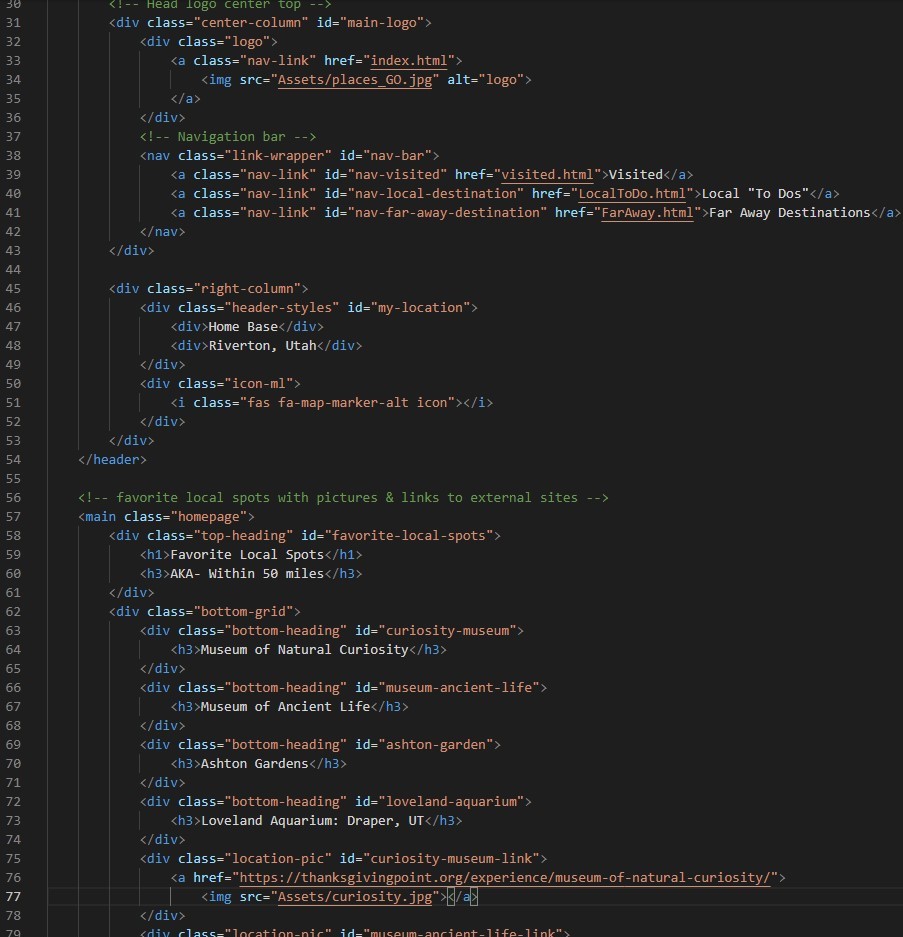 30 <!-- Head logo center top -->
31 <div class="center-column" id="main-logo">
32 <div class="logo">
33 <a class="nav-link" href="index.html">
34 <img src="Assets/places_GO.jpg" alt="logo">
35 </a>
36 </div>
37 <!-- Navigation bar -->
38 <nav class="link-wrapper" id="nav-bar">
39 <a class="nav-link" id="nav-visited" href="visited.html">Visited</a>
40 <a class="nav-link" id="nav-local-destination" href="LocalToDo.html">Local "To Dos"</a>
41 <a class="nav-link" id="nav-far-away-destination" href="FarAway.html">Far Away Destinations</a>
42 </nav>
43 </div>
44
45 <div class="right-column">
46 <div class="header-styles" id="my-location">
47 <div>Home Base</div>
48 <div>Riverton, Utah</div>
49 </div>
50 <div class="icon-ml">
51 <i class="fas fa-map-marker-alt icon"></i>
52 </div>
53 </div>
54 </header>
55
56 <!-- favorite local spots with pictures & links to external sites -->
57 <main class="homepage">
58 <div class="top-heading" id="favorite-local-spots">
59 <h1>Favorite Local Spots</h1>
60 <h3>AKA- Within 50 miles</h3>
61 </div>
62 <div class="bottom-grid">
63 <div class="bottom-heading" id="curiosity-museum">
64 <h3>Museum of Natural Curiosity</h3>
65 </div>
66 <div class="bottom-heading" id="museum-ancient-life">
67 <h3>Museum of Ancient Life</h3>
68 </div>
69 <div class="bottom-heading" id="ashton-garden">
70 <h3>Ashton Gardens</h3>
71 </div>
72 <div class="bottom-heading" id="loveland-aquarium">
73 <h3>Loveland Aquarium: Draper, UT</h3>
74 </div>
75 <div class="location-pic" id="curiosity-museum-link">
76 <a href="https://thanksgivingpoint.org/experience/museum-of-natural-curiosity/">
77 <img src="Assets/curiosity.jpg"></a>
78 </div>
79 <div class="location-pic" id="museum-ancient-life-link">